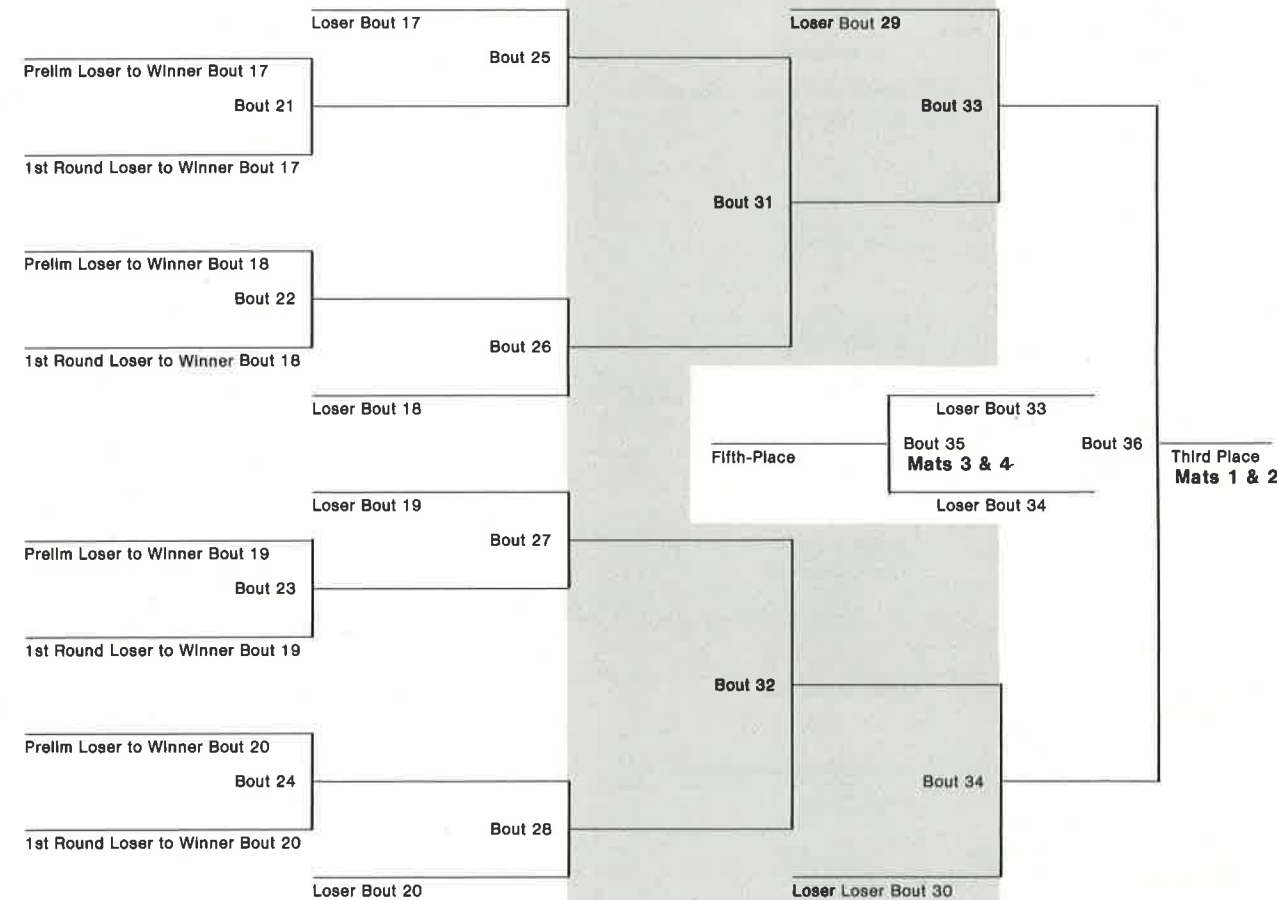 Loser Bout 17
Loser Bout 29
Bout 25
Prelim Loser to Winner Bout 17
Bout 21
Bout 33
1st Round Loser to Winner Bout 17
Bout 31
Prelim Loser to Winner Bout 18
Bout 22
Bout 26
1st Round Loser to Winner Bout 18
Loser Bout 18
Loser Bout 33
Fifth-Place
Bout 35
Mats 3 & 4
Bout 36
Third Place
Mats 1 & 2
Loser Bout 19
Loser Bout 34
Bout 27
Prelim Loser to Winner Bout 19
Bout 23
1st Round Loser to Winner Bout 19
Bout 32
Prelim Loser to Winner Bout 20
Bout 24
Bout 34
Bout 28
1st Round Loser to Winner Bout 20
Loser Bout 20
Loser Loser Bout 30